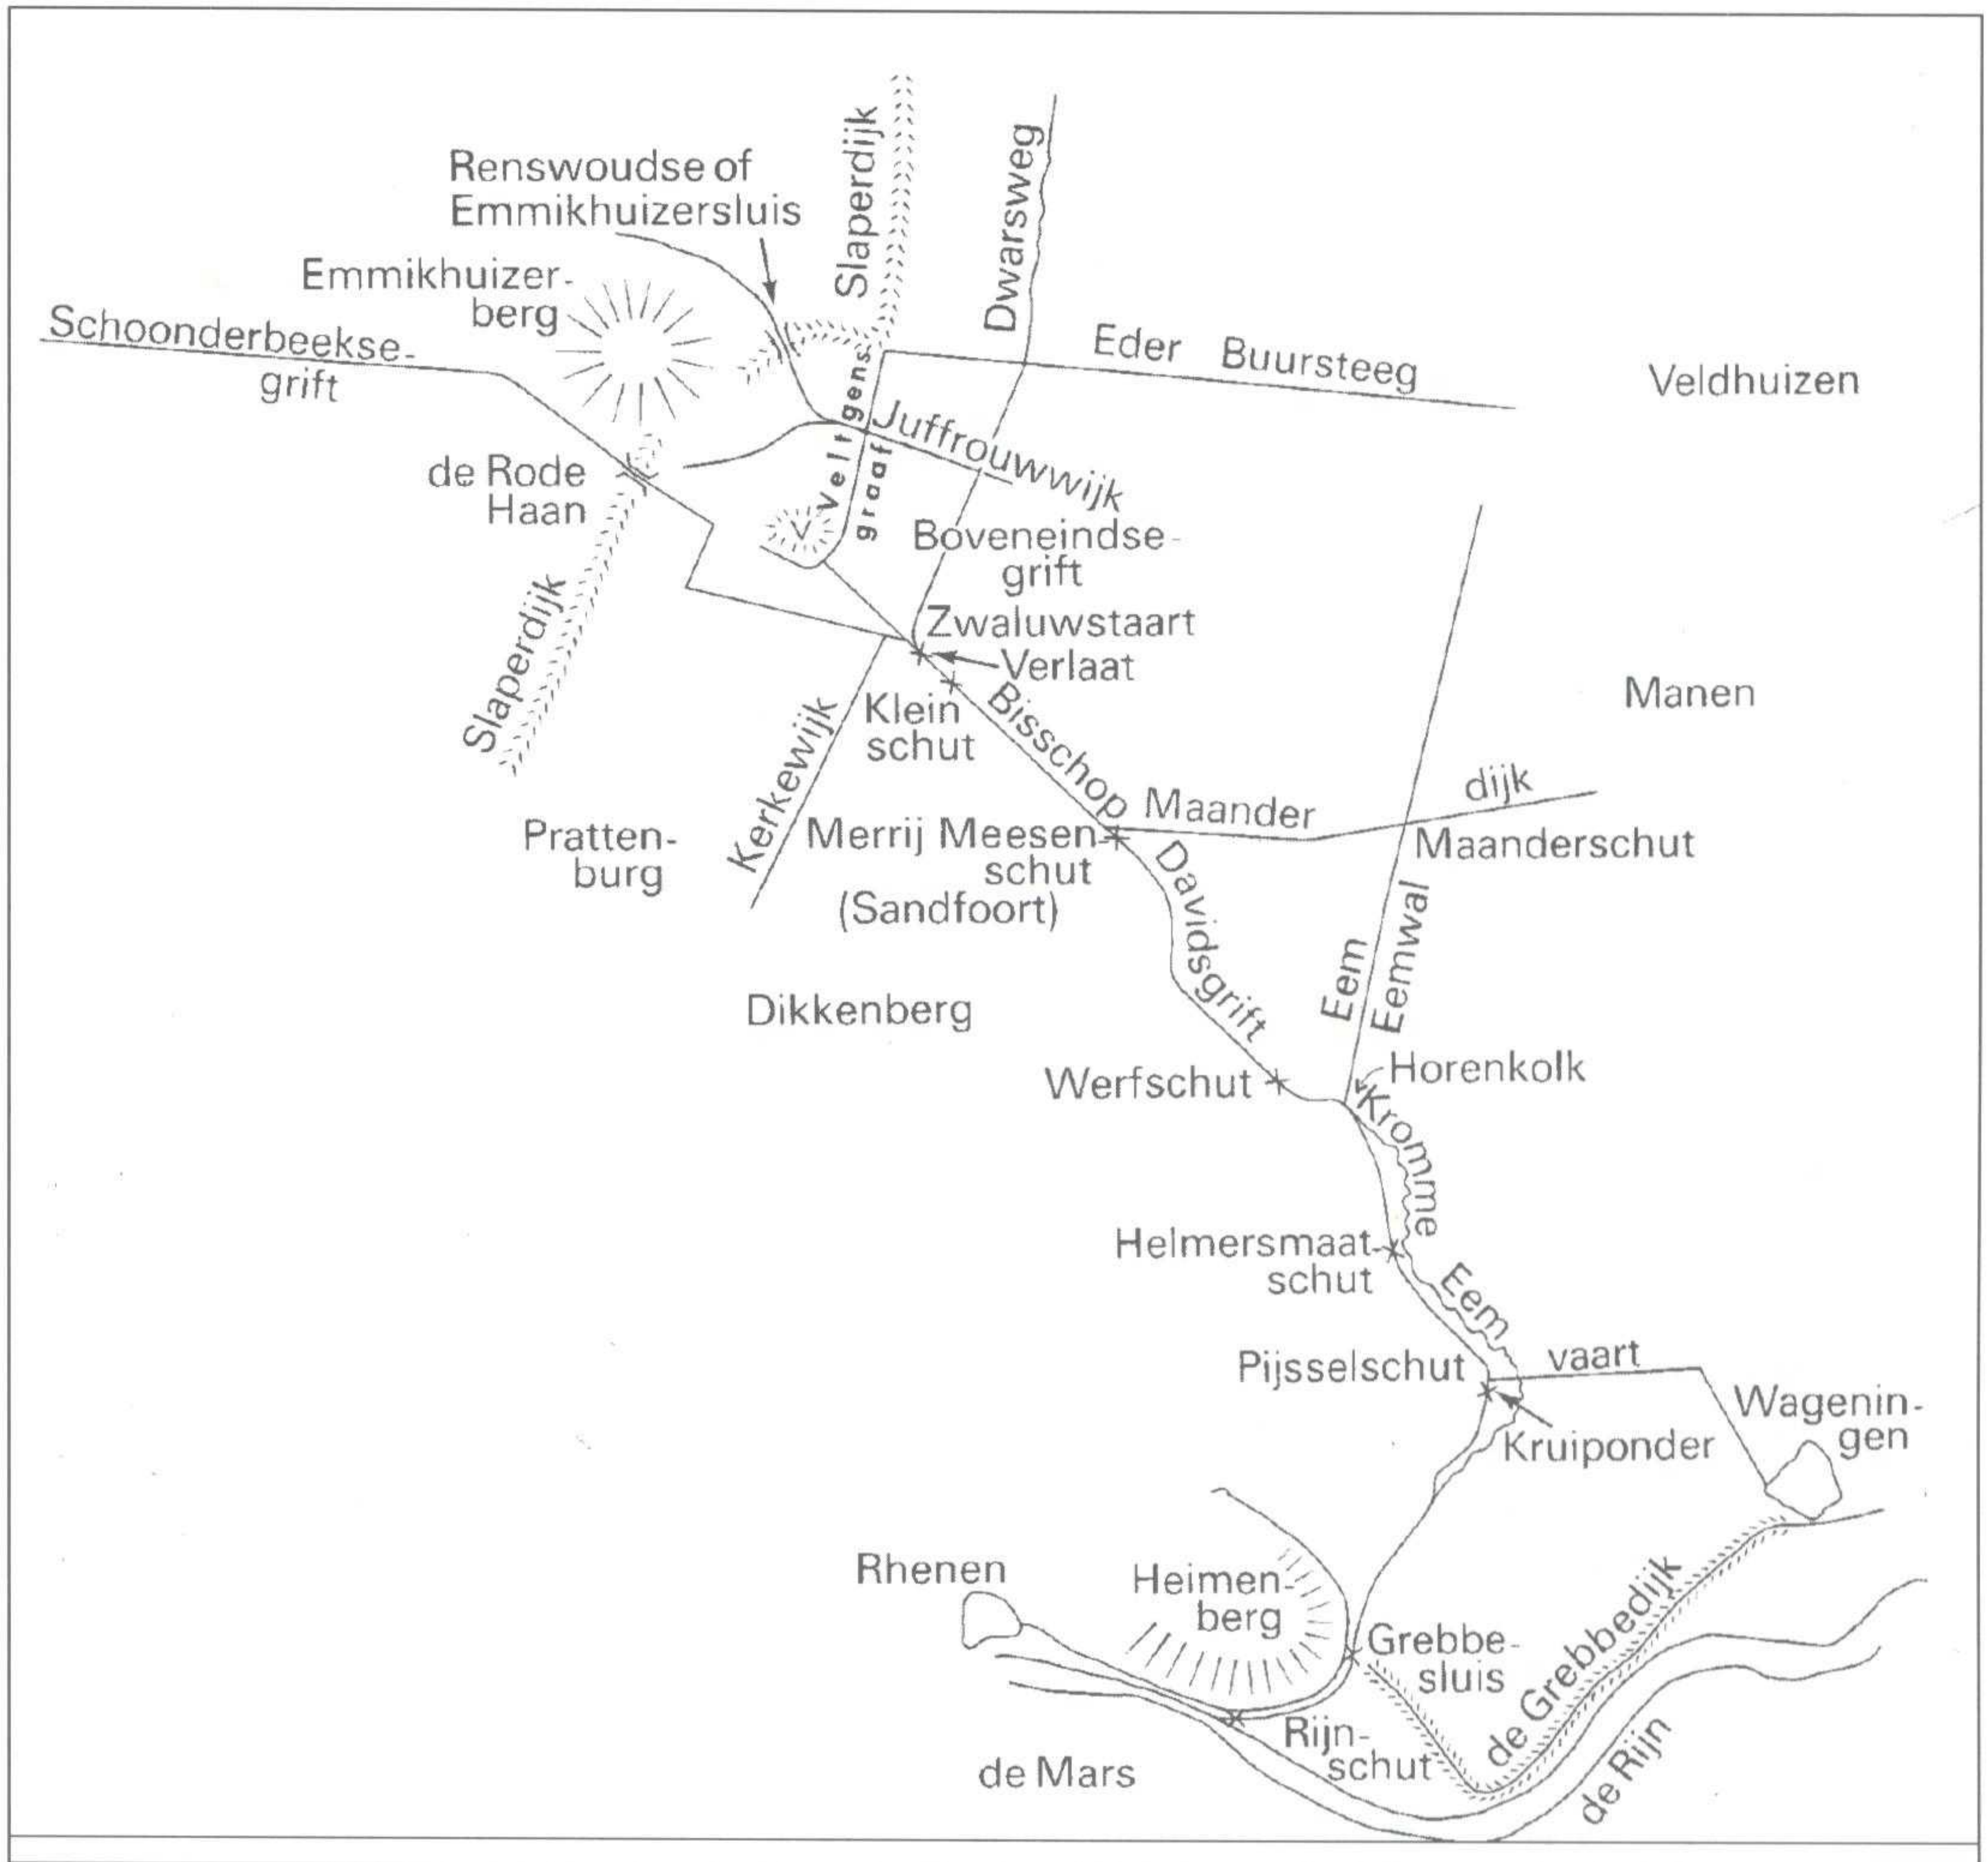 Slaperdijk
Dwarsweg
Renswoudse of
Emmikhuizersluis
Emmikhuizer-
berg
Schoonderbeekse-
grift
Eder Buursteeg
Veldhuizen
Veltgens
graaf
Juffrouwwijk
de Rode
Haan
V
Boveneindse-
grift
Slaperdijk
Zwaluwstaart
Verlaat
Manen
Klein
schut
Bisschop
Davidsgrift
Kerkewijk
Maander
dijk
Pratten-
burg
Merrij Meesen-
schut
(Sandfoort)
Maanderschut
Eem
Eemwal
Dikkenberg
Werfschut
Horenkolk
Kromme
Eem
Helmersmaat-
schut
Pijsselschut
vaart
Wagenin-
gen
Kruiponder
Rhenen
Heimen-
berg
Grebbe-
sluis
de Grebbedijk
Rijn-
schut
de Rijn
de Mars